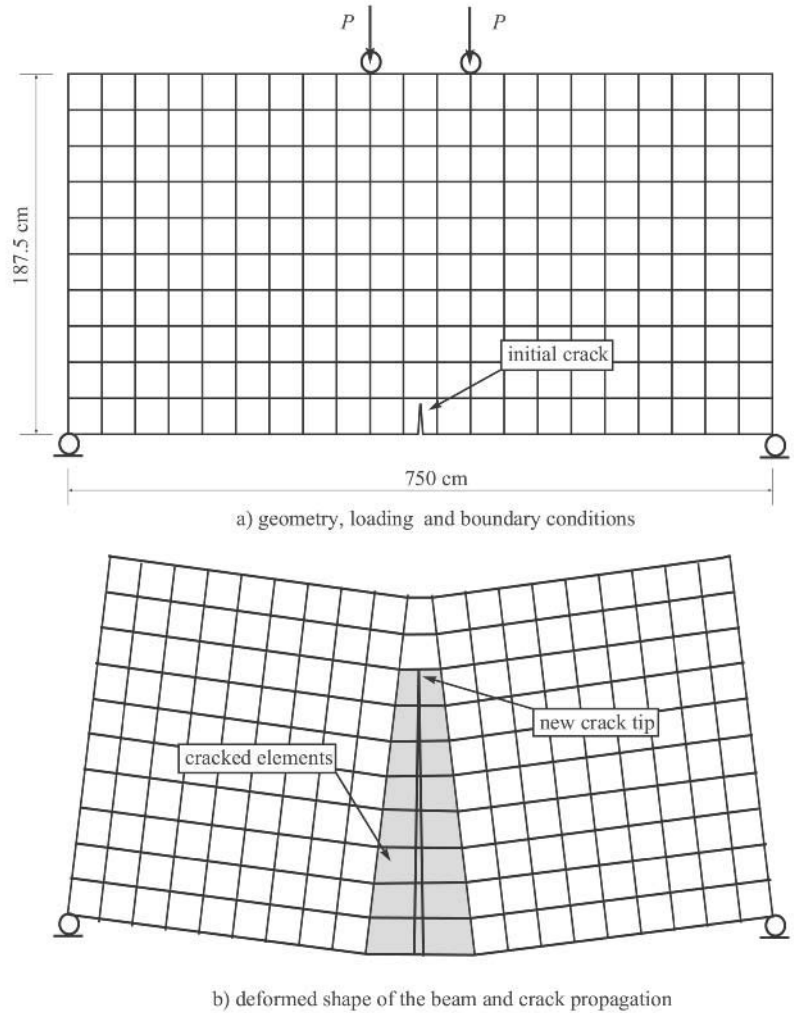 P P
187.5 cm
initial crack
750 cm
a) geometry, loading and boundary conditions
new crack tip
cracked elements
b) deformed shape of the beam and crack propagation